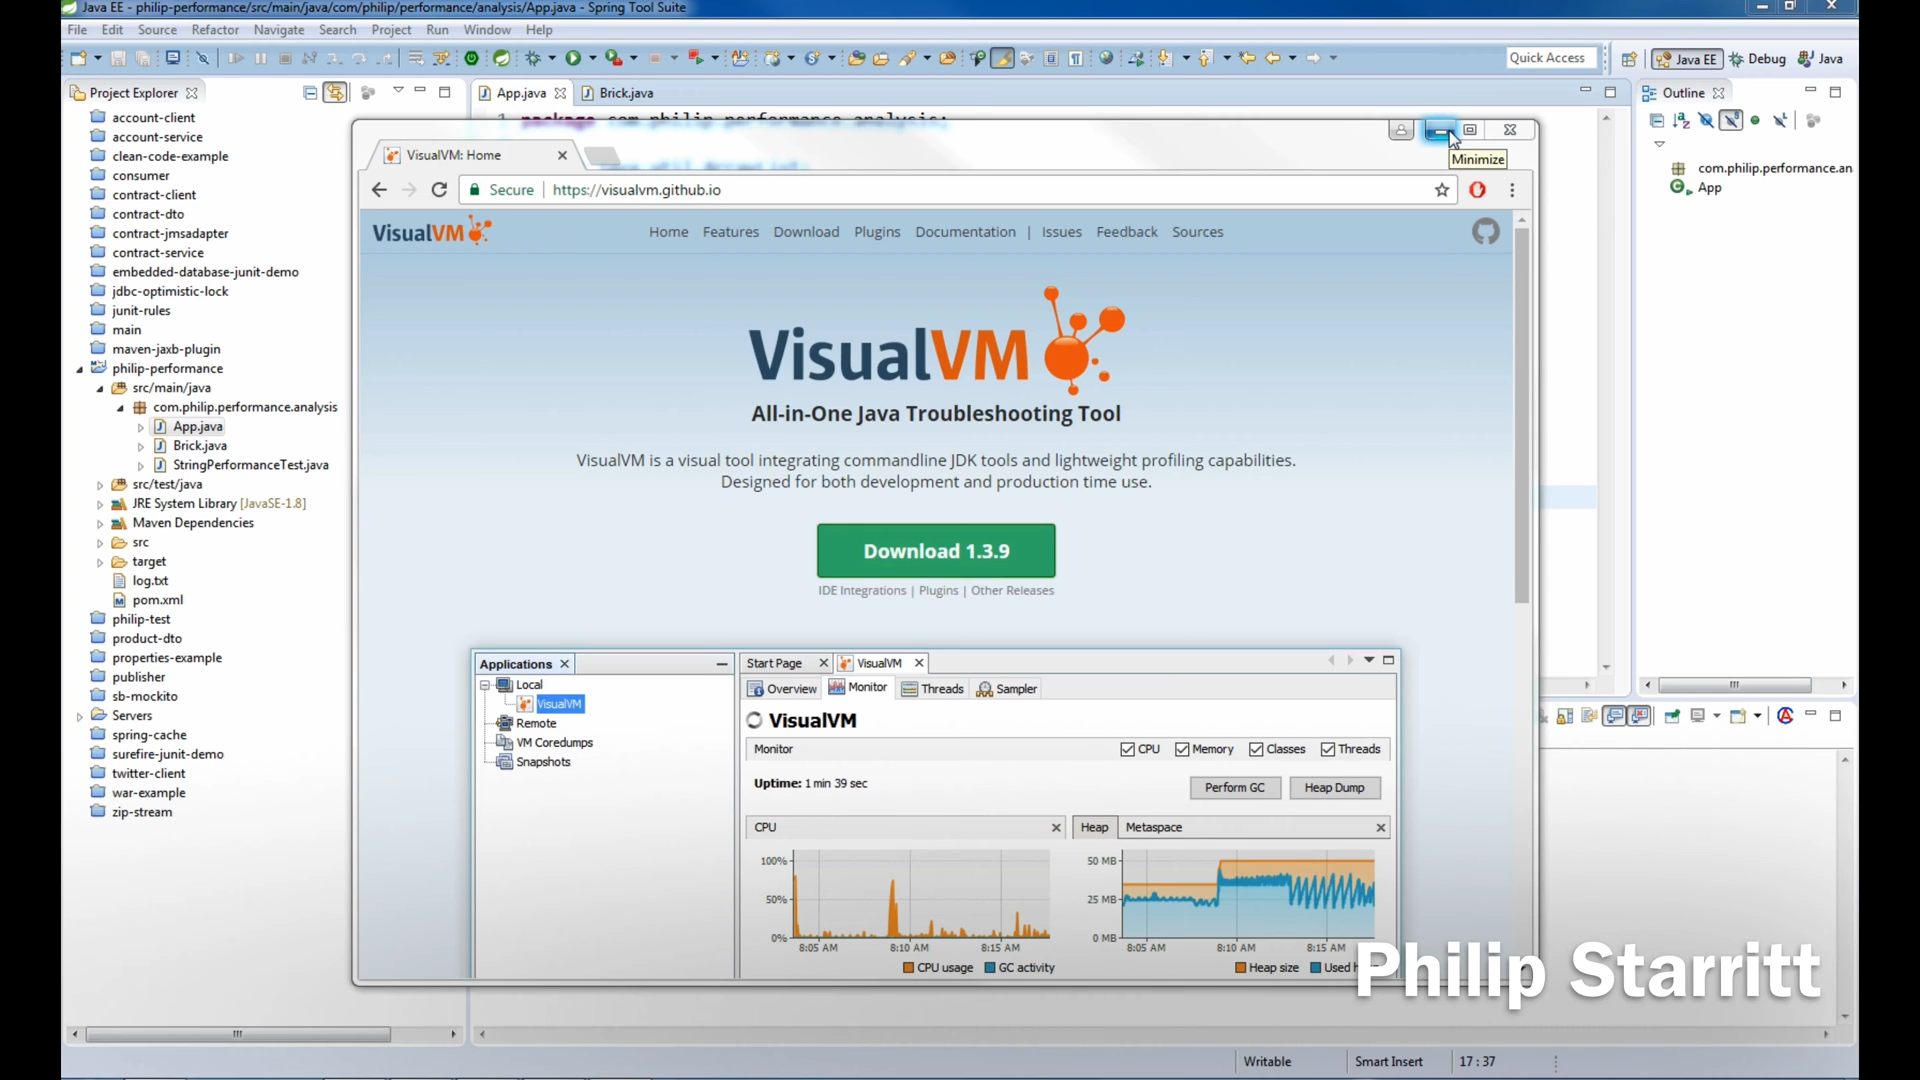 Java EE - philip-performance/src/main/java/com/philip/performance/analysis/App.java - Spring Tool Suite
File Edit Source Refactor Navigate Search Project Run Window Help
Quick Access
Java EE
Debug
Java
Project Explorer
account-client
account-service
clean-code-example
consumer
contract-client
contract-dto
contract-jmsadapter
contract-service
embedded-database-junit-demo
jdbc-optimistic-lock
junit-rules
main
maven-jaxb-plugin
philip-performance
src/main/java
com.philip.performance.analysis
App.java
Brick.java
StringPerformanceTest.java
src/test/java
JRE System Library [JavaSE-1.8]
Maven Dependencies
src
target
log.txt
pom.xml
philip-test
product-dto
properties-example
publisher
sb-mockito
Servers
spring-cache
surefire-junit-demo
twitter-client
war-example
zip-stream
App.java
Brick.java
1 package com.philip.performance.analysis;
java.util.ArrayList;
Outline
com.philip.performance.an
App
Minimize
VisualVM: Home
Secure | https://visualvm.github.io
VisualVM
Home Features Download Plugins Documentation | Issues Feedback Sources
VisualVM
All-in-One Java Troubleshooting Tool
VisualVM is a visual tool integrating commandline JDK tools and lightweight profiling capabilities.
Designed for both development and production time use.
Download 1.3.9
IDE Integrations | Plugins | Other Releases
Applications
Local
VisualVM
Remote
VM Coredumps
Snapshots
Start Page
VisualVM
Overview
Monitor
Threads
Sampler
VisualVM
Monitor
CPU
Memory
Classes
Threads
Uptime: 1 min 39 sec
Perform GC
Heap Dump
CPU
100%
50%
0%
8:05 AM 8:10 AM 8:15 AM
CPU usage GC activity
Heap
Metaspace
50 MB
25 MB
0 MB
8:05 AM 8:10 AM 8:15 AM
Heap size Used
Philip Starritt
Writable
Smart Insert
17 : 37